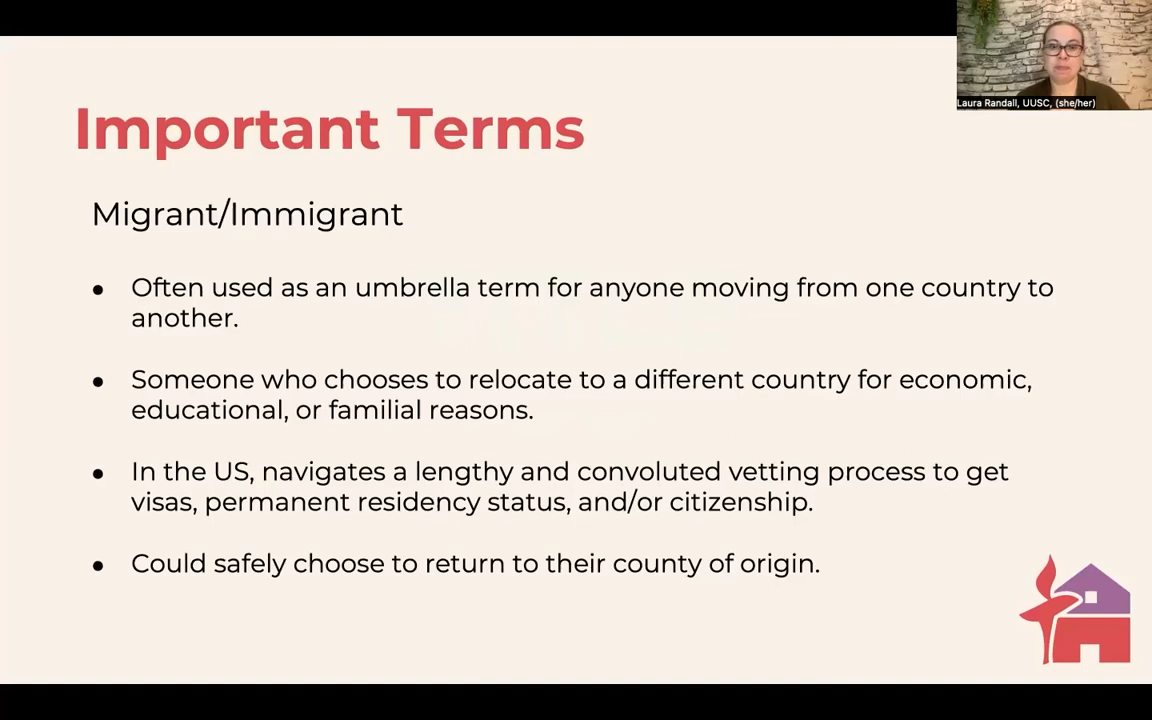 Laura Randall, UUSC, (she/her)
Important Terms
Migrant/Immigrant
● Often used as an umbrella term for anyone moving from one country to
another.
● Someone who chooses to relocate to a different country for economic,
educational, or familial reasons.
● In the US, navigates a lengthy and convoluted vetting process to get
visas, permanent residency status, and/or citizenship.
● Could safely choose to return to their county of origin.